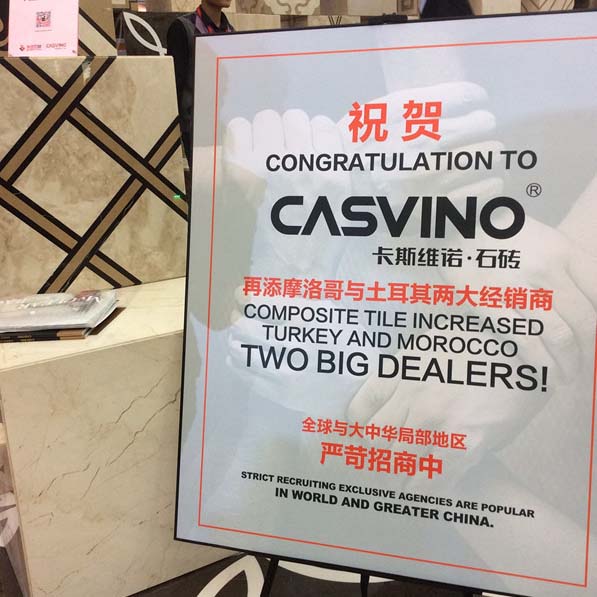 CASVINO
祝贺
CONGRATULATION TO
CASVINO®
卡斯维诺·石砖
再添摩洛哥与土耳其两大经销商
COMPOSITE TILE INCREASED
TURKEY AND MOROCCO
TWO BIG DEALERS!
全球与大中华局部地区
严苛招商中
STRICT RECRUITING EXCLUSIVE AGENCIES ARE POPULAR
IN WORLD AND GREATER CHINA.